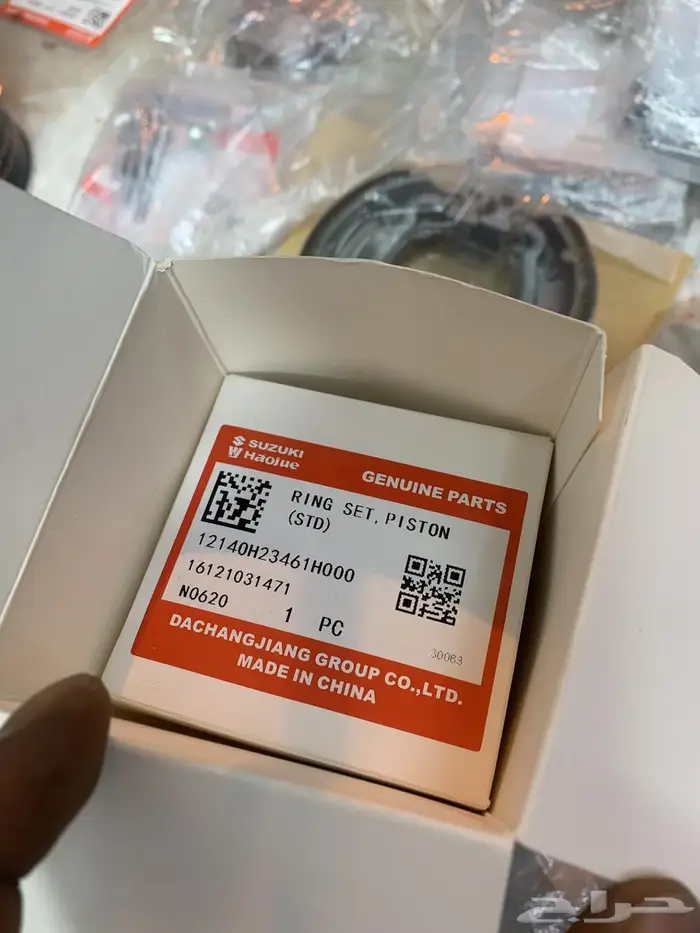 SUZUKI
Haojue
GENUINE PARTS
RING SET, PISTON
(STD)
12140H23461H000
16121031471
N0620
1 PC
30063
DACHANGJIANG GROUP CO.,LTD.
MADE IN CHINA
حراج